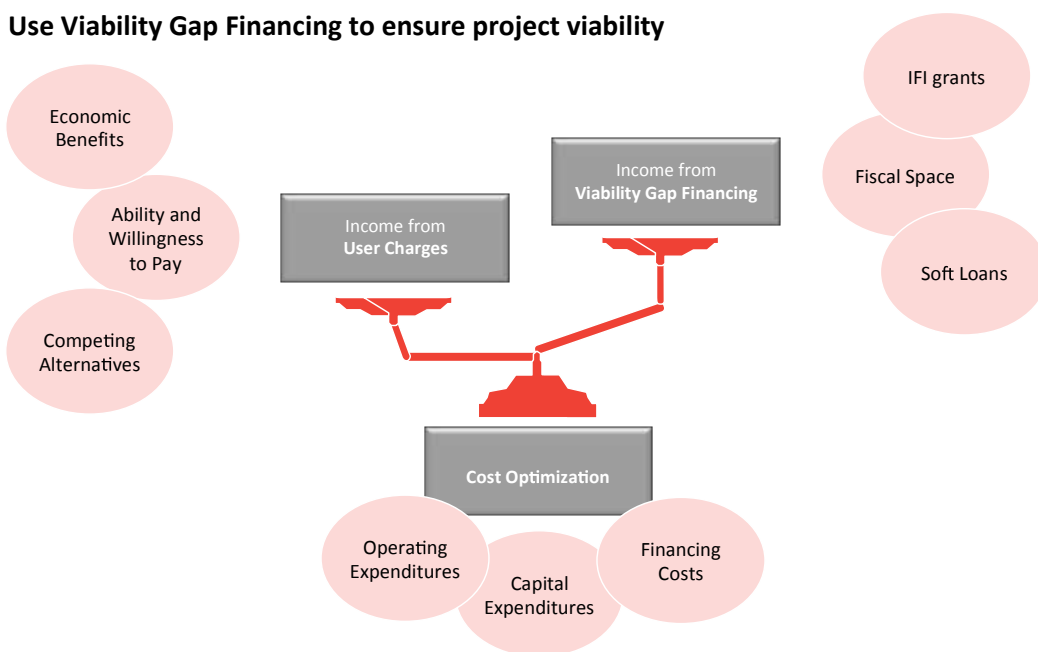 Use Viability Gap Financing to ensure project viability
Economic
Benefits
Ability and
Willingness
to Pay
Competing
Alternatives
Income from
User Charges
Income from
Viability Gap Financing
IFI grants
Fiscal Space
Soft Loans
Cost Optimization
Operating
Expenditures
Capital
Expenditures
Financing
Costs